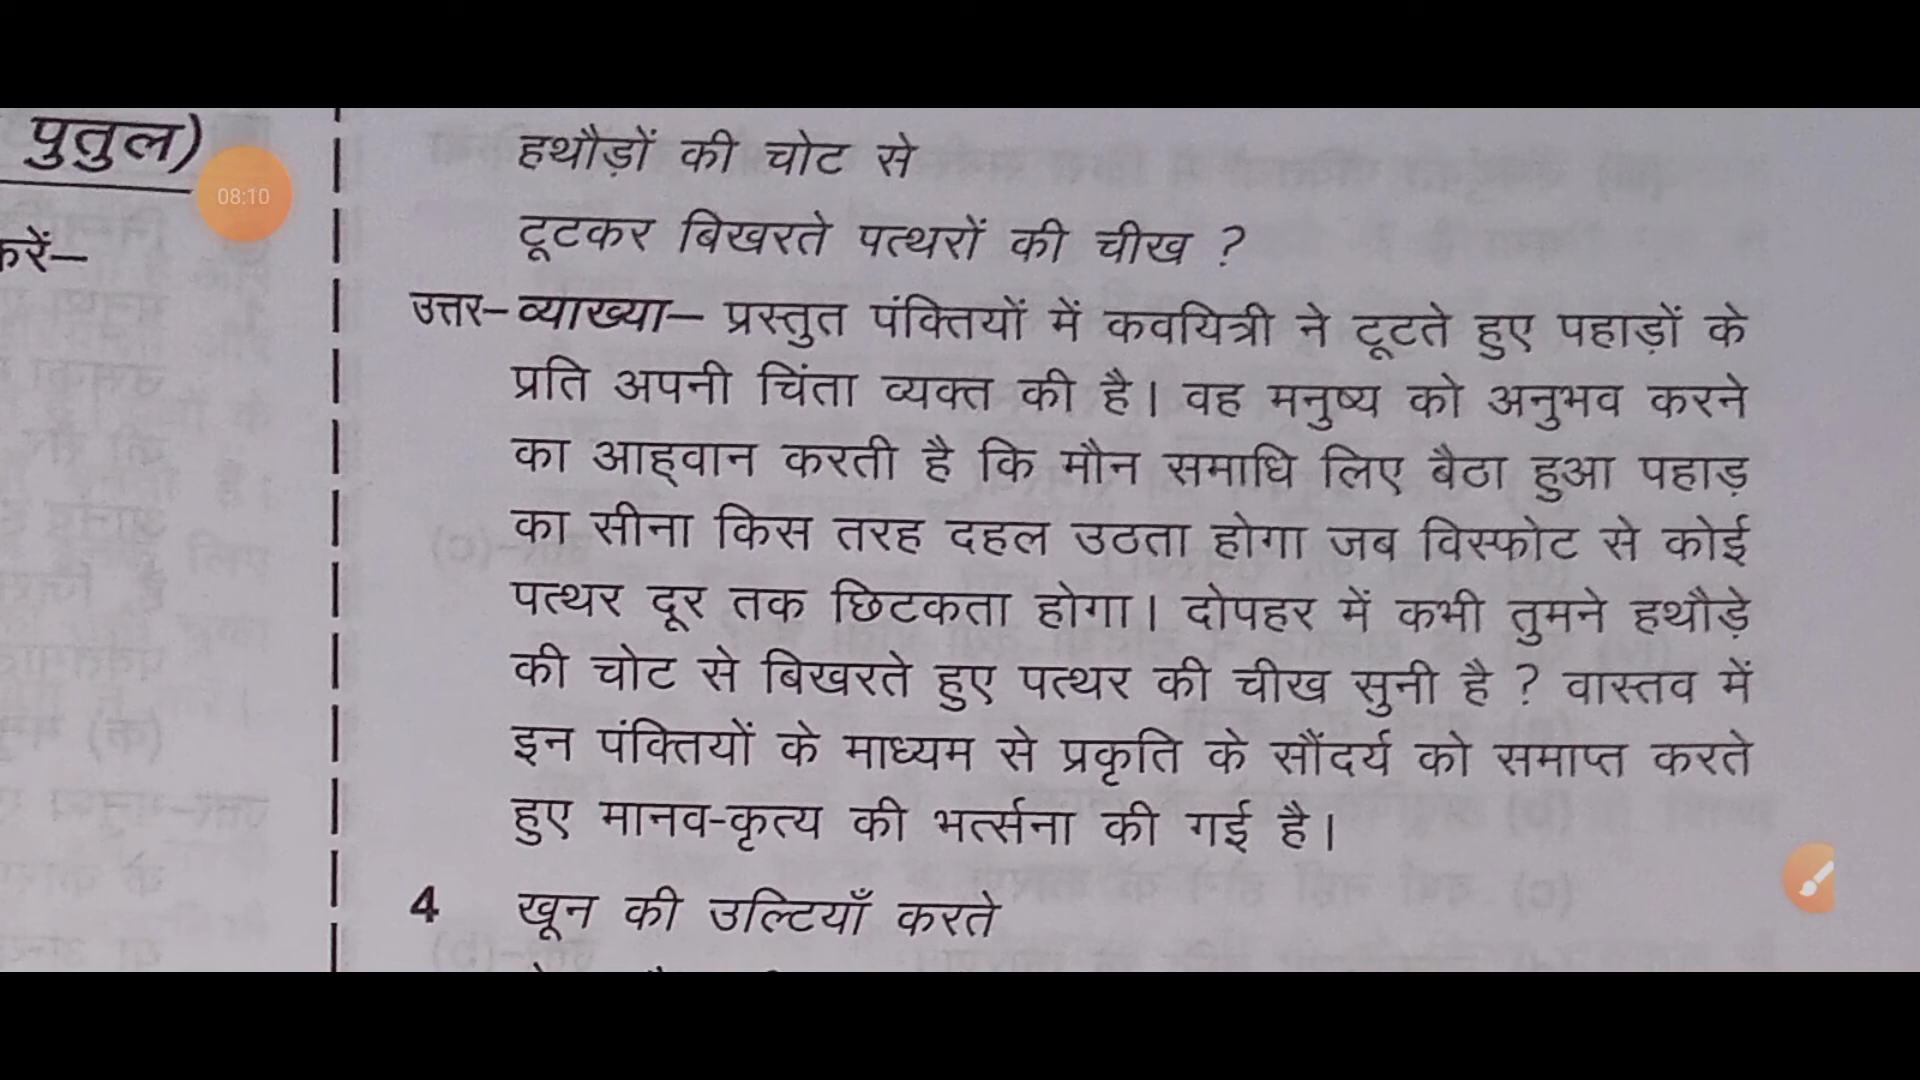 पुतुल)
08:10
करें—
हथौड़ों की चोट से
टूटकर बिखरते पत्थरों की चीख ?
उत्तर– व्याख्या— प्रस्तुत पंक्तियों में कवयित्री ने टूटते हुए पहाड़ों के
प्रति अपनी चिंता व्यक्त की है। वह मनुष्य को अनुभव करने
का आह्वान करती है कि मौन समाधि लिए बैठा हुआ पहाड़
का सीना किस तरह दहल उठता होगा जब विस्फोट से कोई
पत्थर दूर तक छिटकता होगा। दोपहर में कभी तुमने हथौड़े
की चोट से बिखरते हुए पत्थर की चीख सुनी है ? वास्तव में
इन पंक्तियों के माध्यम से प्रकृति के सौंदर्य को समाप्त करते
हुए मानव-कृत्य की भर्त्सना की गई है।
4 खून की उल्टियाँ करते